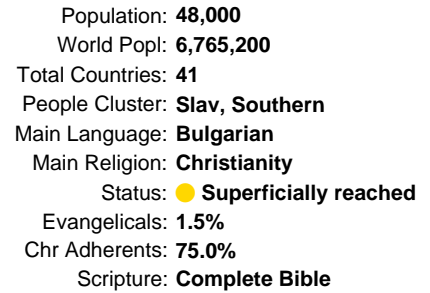 Population: 48,000
World Popl: 6,765,200
Total Countries: 41
People Cluster: Slav, Southern
Main Language: Bulgarian
Main Religion: Christianity
Status: Superficially reached
Evangelicals: 1.5%
Chr Adherents: 75.0%
Scripture: Complete Bible